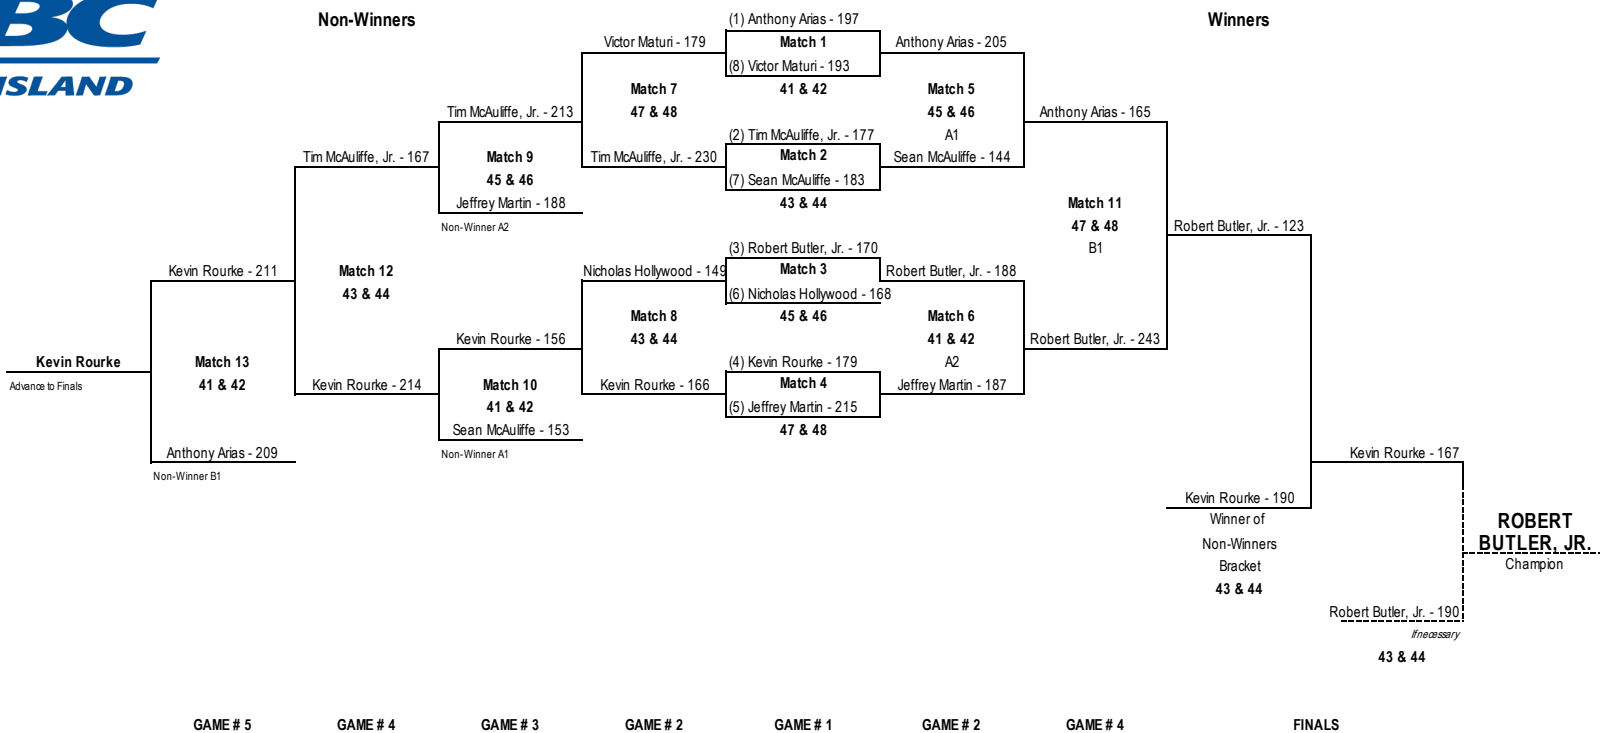 BC
ISLAND
Non-Winners
Winners
(1) Anthony Arias - 197
Victor Maturi - 179
Match 1
Anthony Arias - 205
(8) Victor Maturi - 193
Match 7
41 & 42
Match 5
47 & 48
45 & 46
Tim McAuliffe, Jr. - 213
Anthony Arias - 165
(2) Tim McAuliffe, Jr. - 177
A1
Tim McAuliffe, Jr. - 167
Match 9
Tim McAuliffe, Jr. - 230
Match 2
Sean McAuliffe - 144
45 & 46
(7) Sean McAuliffe - 183
Jeffrey Martin - 188
43 & 44
Match 11
Non-Winner A2
47 & 48
Robert Butler, Jr. - 123
(3) Robert Butler, Jr. - 170
B1
Kevin Rourke - 211
Match 12
Nicholas Hollywood - 149
Match 3
Robert Butler, Jr. - 188
43 & 44
(6) Nicholas Hollywood - 168
Match 8
45 & 46
Match 6
Kevin Rourke - 156
43 & 44
41 & 42
Robert Butler, Jr. - 243
Kevin Rourke
Match 13
(4) Kevin Rourke - 179
A2
Advance to Finals
41 & 42
Kevin Rourke - 214
Match 10
Kevin Rourke - 166
Match 4
Jeffrey Martin - 187
41 & 42
(5) Jeffrey Martin - 215
Sean McAuliffe - 153
47 & 48
Anthony Arias - 209
Non-Winner A1
Kevin Rourke - 167
Non-Winner B1
Kevin Rourke - 190
Winner of
Non-Winners
Bracket
43 & 44
ROBERT
BUTLER, JR.
Champion
Robert Butler, Jr. - 190
If necessary
43 & 44
GAME # 5
GAME # 4
GAME # 3
GAME # 2
GAME # 1
GAME # 2
GAME # 4
FINALS